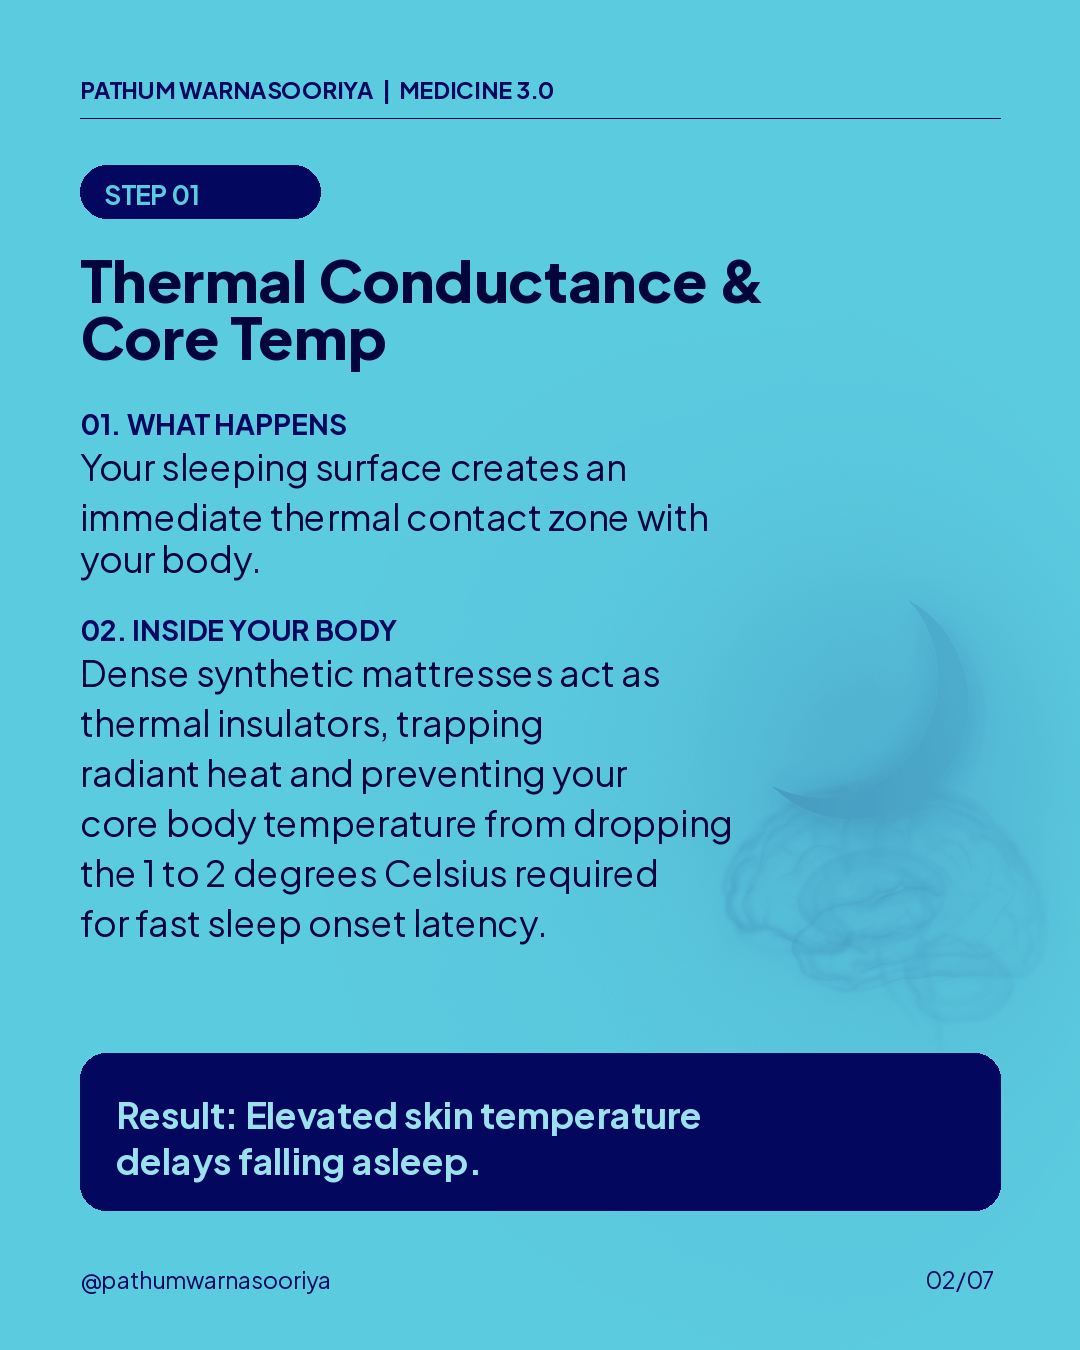 PATHUM WARNASOORIYA | MEDICINE 3.0
STEP 01
Thermal Conductance &
Core Temp
01. WHAT HAPPENS
Your sleeping surface creates an
immediate thermal contact zone with
your body.
02. INSIDE YOUR BODY
Dense synthetic mattresses act as
thermal insulators, trapping
radiant heat and preventing your
core body temperature from dropping
the 1 to 2 degrees Celsius required
for fast sleep onset latency.
Result: Elevated skin temperature
delays falling asleep.
@pathumwarnasooriya
02/07